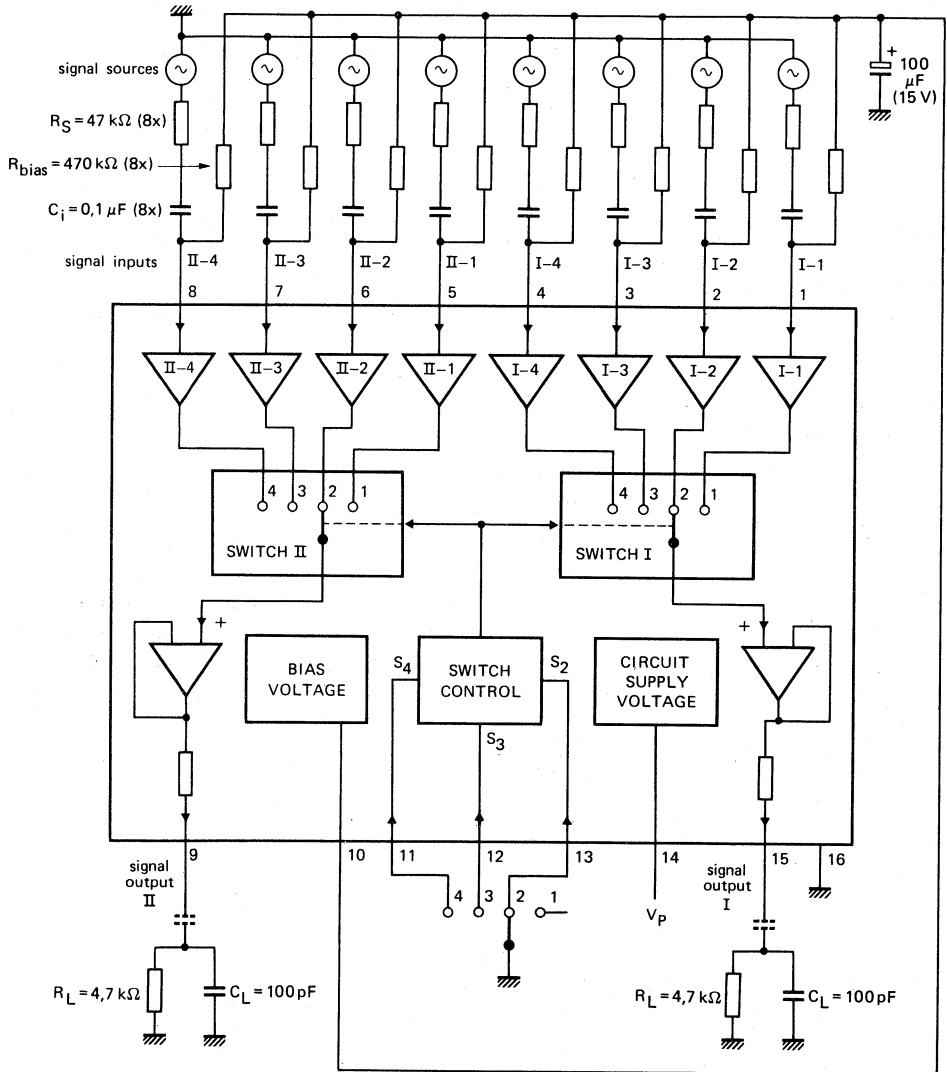 + 100
μF
(15 V)
signal sources
R_S = 47 kΩ (8x)
R_bias = 470 kΩ (8x)
C_i = 0,1 μF (8x)
signal inputs
II–4 II–3 II–2 II–1 I–4 I–3 I–2 I–1
8 7 6 5 4 3 2 1
II–4 II–3 II–2 II–1 I–4 I–3 I–2 I–1
4 3 2 1 4 3 2 1
SWITCH II SWITCH I
+ +
BIAS
VOLTAGE
S4 SWITCH
CONTROL S2
S3
CIRCUIT
SUPPLY
VOLTAGE
9 10 11 12 13 14 15 16
signal
output
II
4 3 2 1
V_P
signal
output
I
R_L = 4,7 kΩ C_L = 100 pF
R_L = 4,7 kΩ C_L = 100 pF